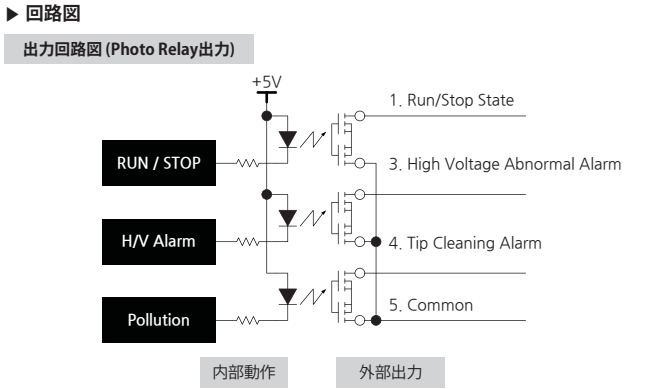 ▶ 回路図
出力回路図 (Photo Relay出力)
+5V
1. Run/Stop State
RUN / STOP
3. High Voltage Abnormal Alarm
H/V Alarm
4. Tip Cleaning Alarm
5. Common
Pollution
内部動作
外部出力